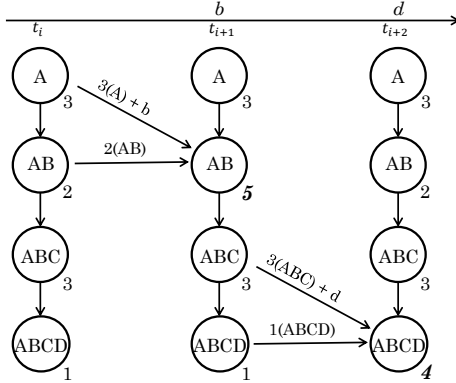 b d
t_i t_{i+1} t_{i+2}
A A A
3 3 3
3(A) + b
2(AB)
AB AB AB
2 5 2
ABC ABC ABC
3 3 3
3(ABC) + d
1(ABCD)
ABCD ABCD ABCD
1 1 4